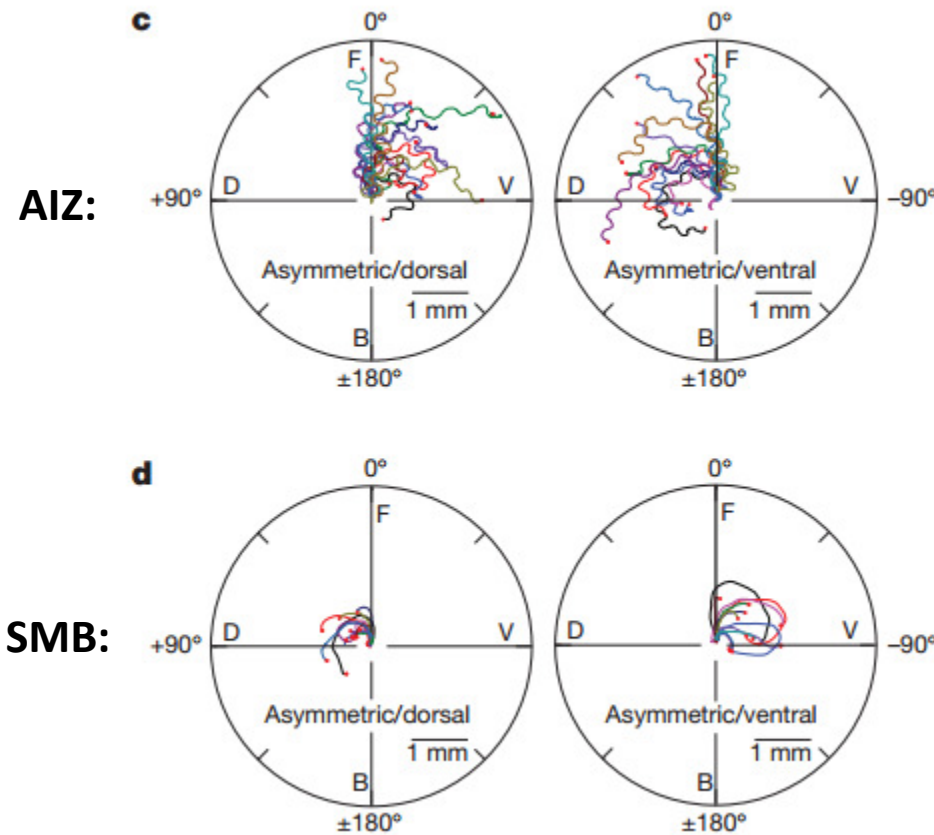 c
0° 0°
F F
AIZ:
+90° D V D V –90°
Asymmetric/dorsal Asymmetric/ventral
1 mm 1 mm
B B
±180° ±180°
d
0° 0°
F F
SMB:
+90° D V D V –90°
Asymmetric/dorsal Asymmetric/ventral
1 mm 1 mm
B B
±180° ±180°